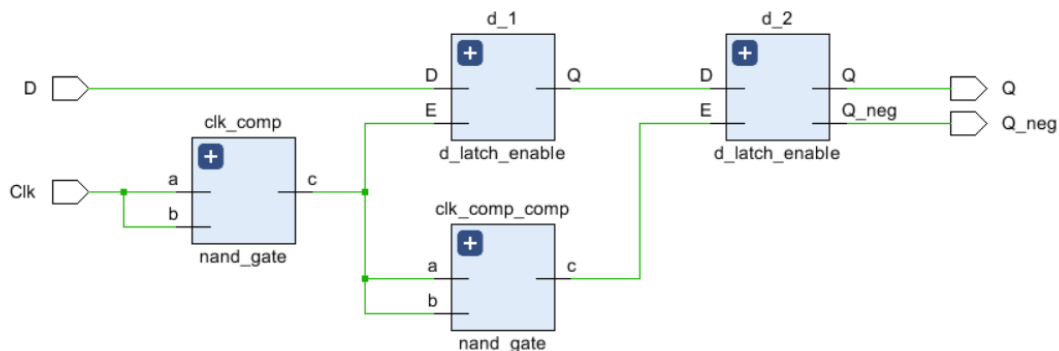 d_1
d_2
D
D
Q
D
Q
Q
E
E
Q_neg
Q_neg
clk_comp
d_latch_enable
d_latch_enable
Clk
a
c
b
clk_comp_comp
nand_gate
a
c
b
nand_gate